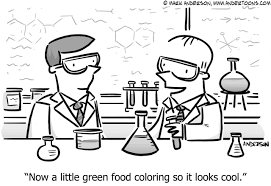 © MARK ANDERSON, WWW.ANDERTOONS.COM
ANDERSON
"Now a little green food coloring so it looks cool."